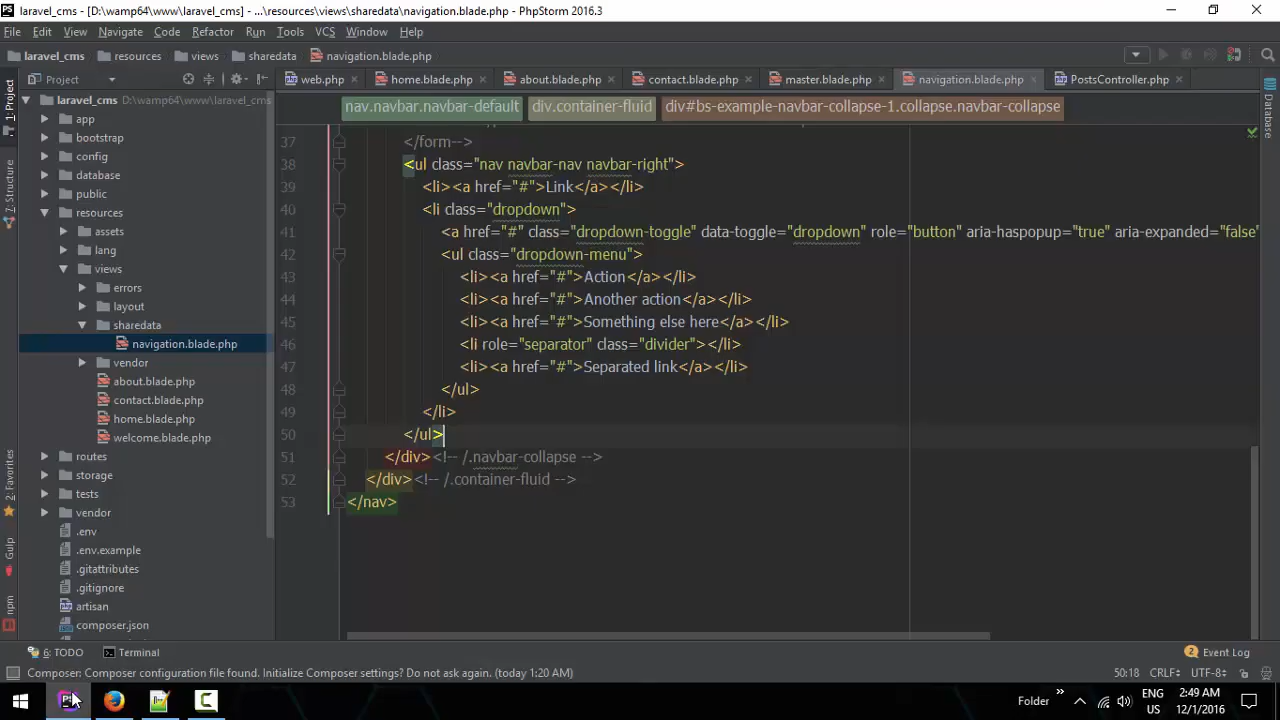 laravel_cms - [D:\wamp64\www\laravel_cms] - ...\resources\views\sharedata\navigation.blade.php - PhpStorm 2016.3
File Edit View Navigate Code Refactor Run Tools VCS Window Help
laravel_cms resources views sharedata navigation.blade.php
1: Project
7: Structure
2: Favorites
Gulp
npm
Project
laravel_cms D:\wamp64\www\laravel_cms
app
bootstrap
config
database
public
resources
assets
lang
views
errors
layout
sharedata
navigation.blade.php
vendor
about.blade.php
contact.blade.php
home.blade.php
welcome.blade.php
routes
storage
tests
vendor
.env
.env.example
.gitattributes
.gitignore
artisan
composer.json
web.php home.blade.php about.blade.php contact.blade.php master.blade.php navigation.blade.php PostsController.php
nav.navbar.navbar-default div.container-fluid div#bs-example-navbar-collapse-1.collapse.navbar-collapse
37 </form-->
38 <ul class="nav navbar-nav navbar-right">
39 <li><a href="#">Link</a></li>
40 <li class="dropdown">
41 <a href="#" class="dropdown-toggle" data-toggle="dropdown" role="button" aria-haspopup="true" aria-expanded="false"
42 <ul class="dropdown-menu">
43 <li><a href="#">Action</a></li>
44 <li><a href="#">Another action</a></li>
45 <li><a href="#">Something else here</a></li>
46 <li role="separator" class="divider"></li>
47 <li><a href="#">Separated link</a></li>
48 </ul>
49 </li>
50 </ul>
51 </div><!-- /.navbar-collapse -->
52 </div><!-- /.container-fluid -->
53 </nav>
Database
6: TODO Terminal
2 Event Log
Composer: Composer configuration file found. Initialize Composer settings? Do not ask again. (today 1:20 AM)
50:18 CRLF÷ UTF-8÷
PS
Folder
ENG
US
2:49 AM
12/1/2016